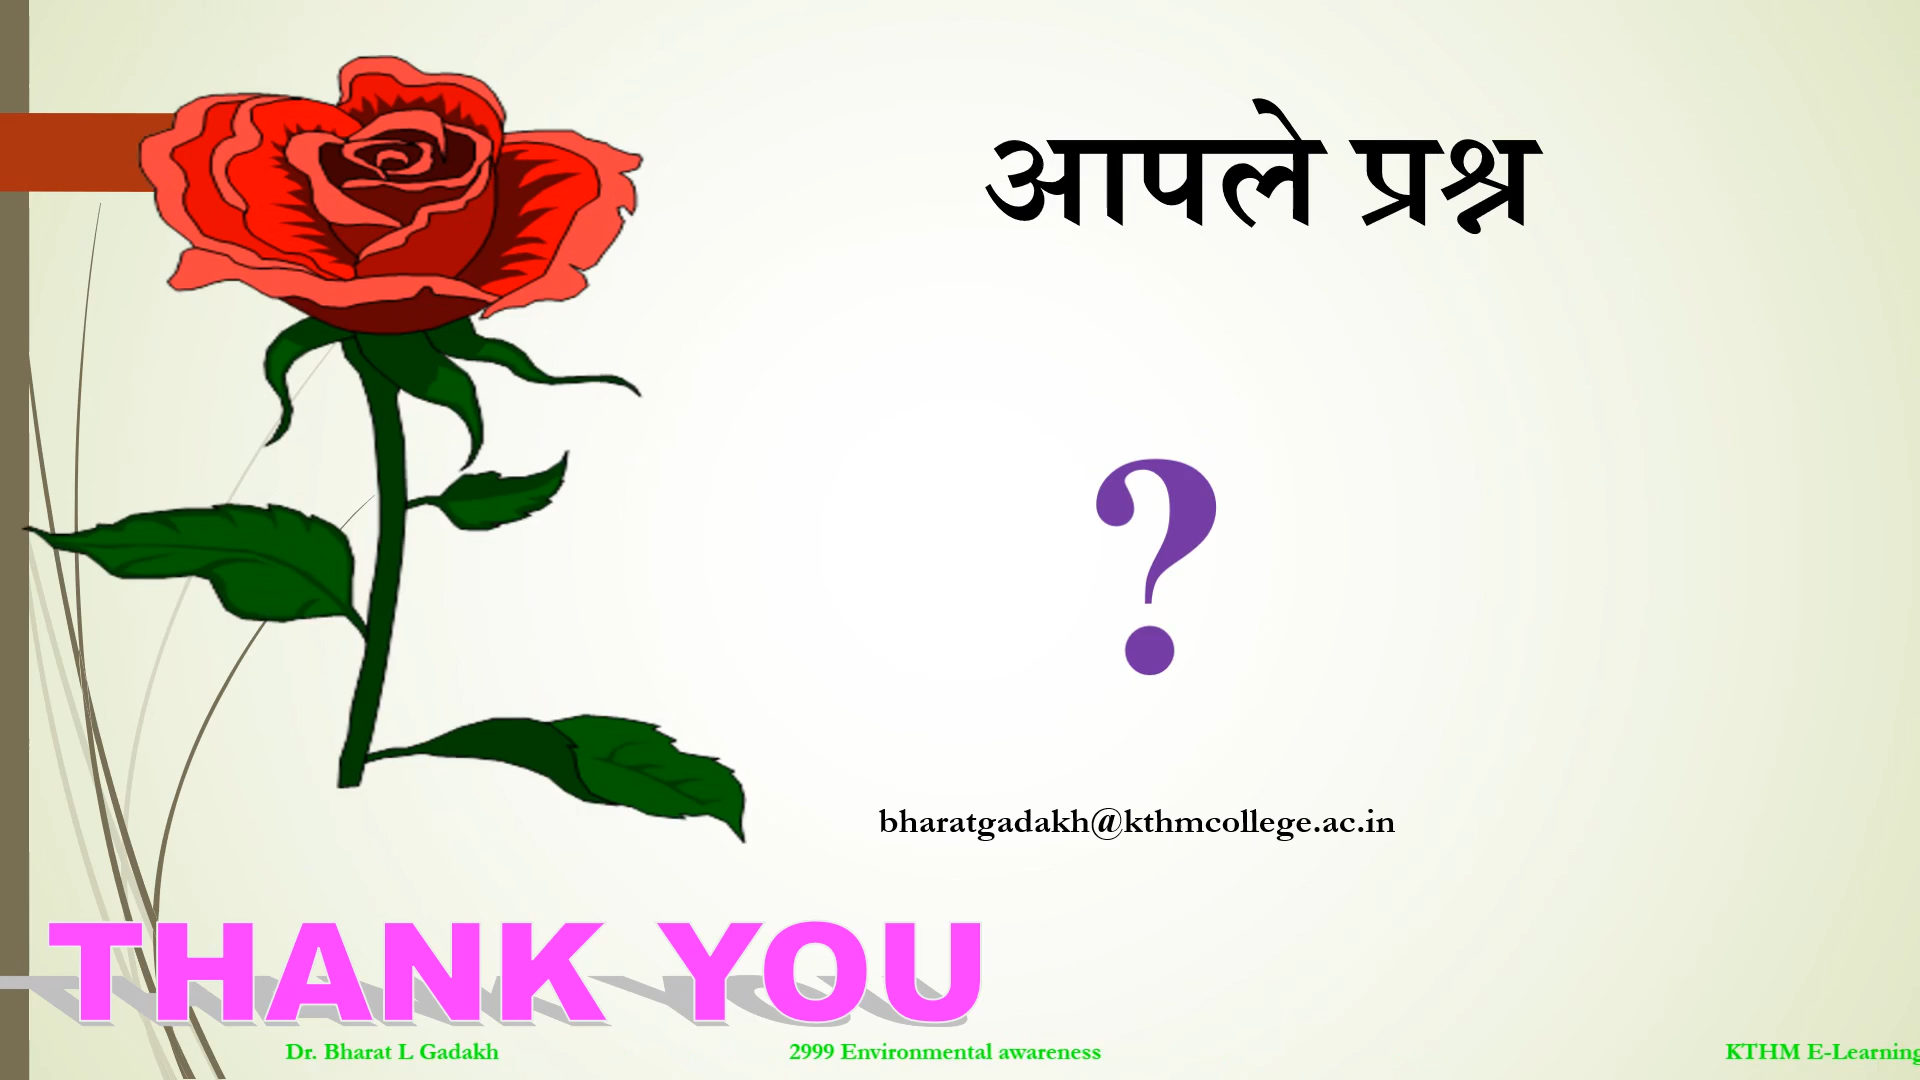 आपले प्रश्न
?
bharatgadakh@kthmcollege.ac.in
THANK YOU
Dr. Bharat L Gadakh 2999 Environmental awareness KTHM E-Learning